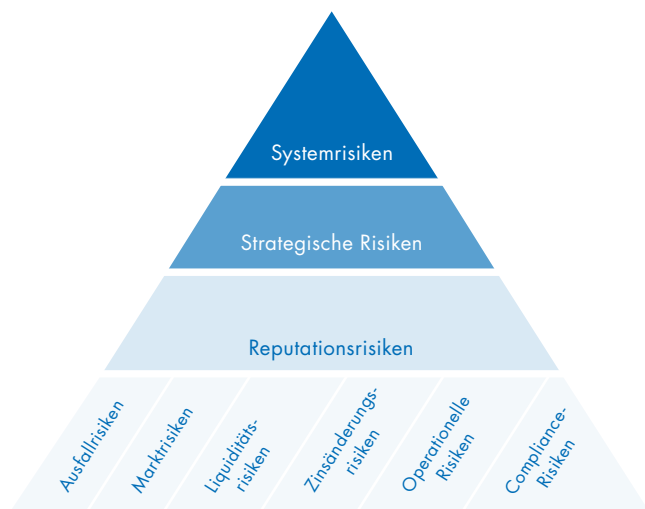 Systemrisiken
Strategische Risiken
Reputationsrisiken
Ausfallrisiken
Marktrisiken
Liquiditäts-
risiken
Zinsänderungs-
risiken
Operationelle
Risiken
Compliance-
Risiken